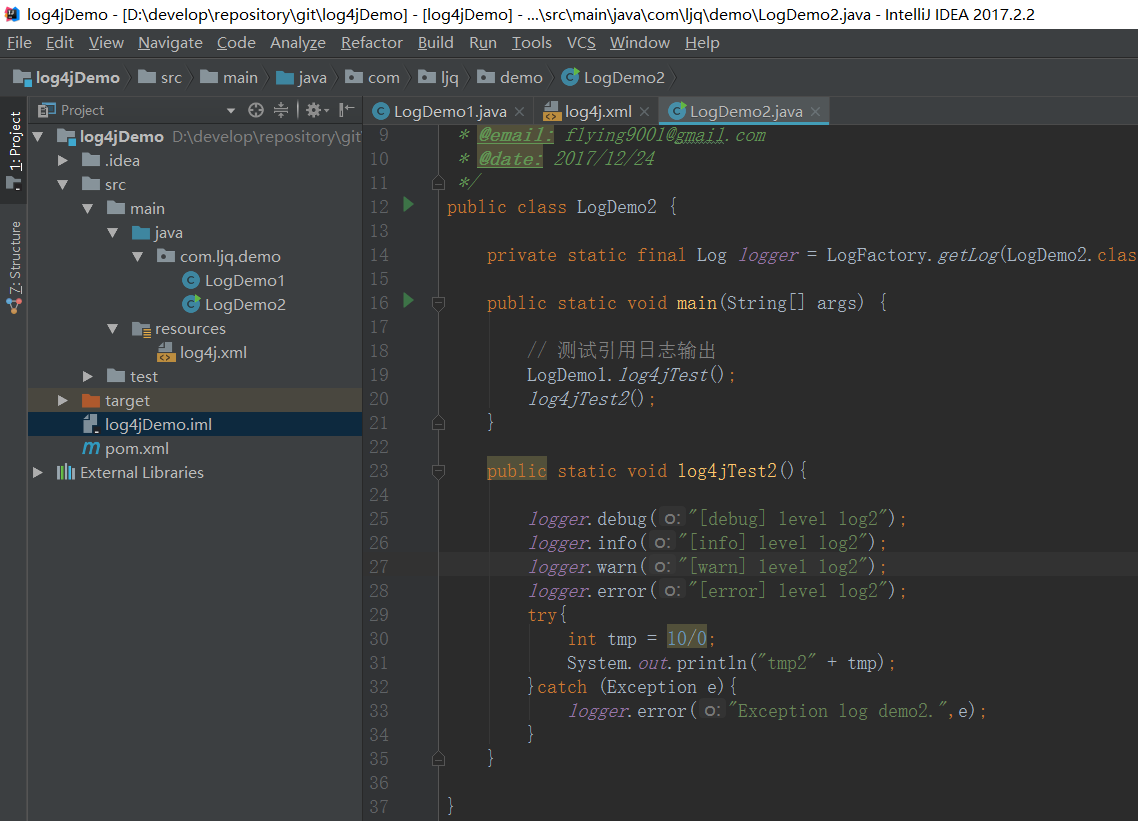 log4jDemo - [D:\develop\repository\git\log4jDemo] - [log4jDemo] - ...\src\main\java\com\ljq\demo\LogDemo2.java - IntelliJ IDEA 2017.2.2
File Edit View Navigate Code Analyze Refactor Build Run Tools VCS Window Help
log4jDemo src main java com ljq demo LogDemo2
1: Project
Z: Structure
Project
log4jDemo D:\develop\repository\git
.idea
src
main
java
com.ljq.demo
LogDemo1
LogDemo2
resources
log4j.xml
test
target
log4jDemo.iml
pom.xml
External Libraries
LogDemo1.java log4j.xml LogDemo2.java
9 * @email: flying9001@gmail.com
10 * @date: 2017/12/24
11 */
12 public class LogDemo2 {
13
14 private static final Log logger = LogFactory.getLog(LogDemo2.clas
15
16 public static void main(String[] args) {
17
18 // 测试引用日志输出
19 LogDemo1.log4jTest();
20 log4jTest2();
21 }
22
23 public static void log4jTest2(){
24
25 logger.debug( o: "[debug] level log2");
26 logger.info( o: "[info] level log2");
27 logger.warn( o: "[warn] level log2");
28 logger.error( o: "[error] level log2");
29 try{
30 int tmp = 10/0;
31 System.out.println("tmp2" + tmp);
32 }catch (Exception e){
33 logger.error( o: "Exception log demo2.",e);
34 }
35 }
36
37 }